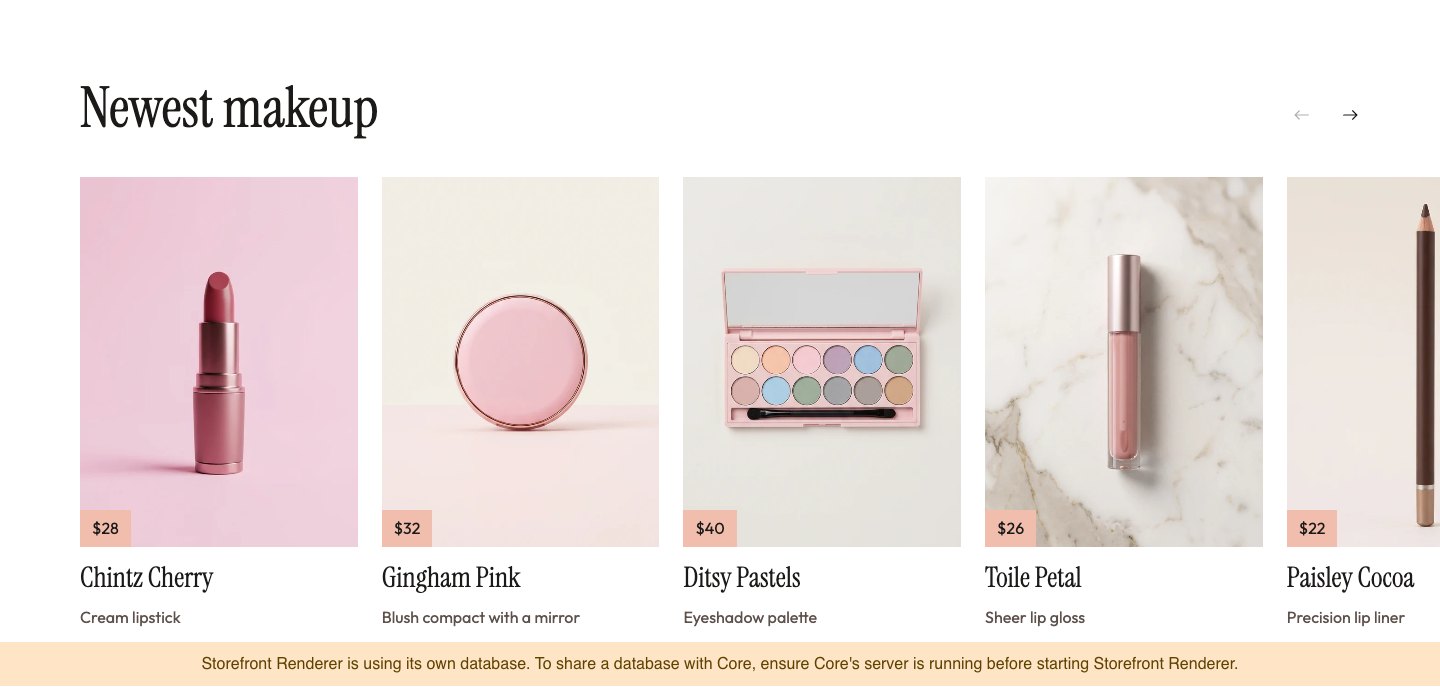 Newest makeup
← →
$28
$32
$40
$26
$22
Chintz Cherry
Gingham Pink
Ditsy Pastels
Toile Petal
Paisley Cocoa
Cream lipstick
Blush compact with a mirror
Eyeshadow palette
Sheer lip gloss
Precision lip liner
Storefront Renderer is using its own database. To share a database with Core, ensure Core's server is running before starting Storefront Renderer.